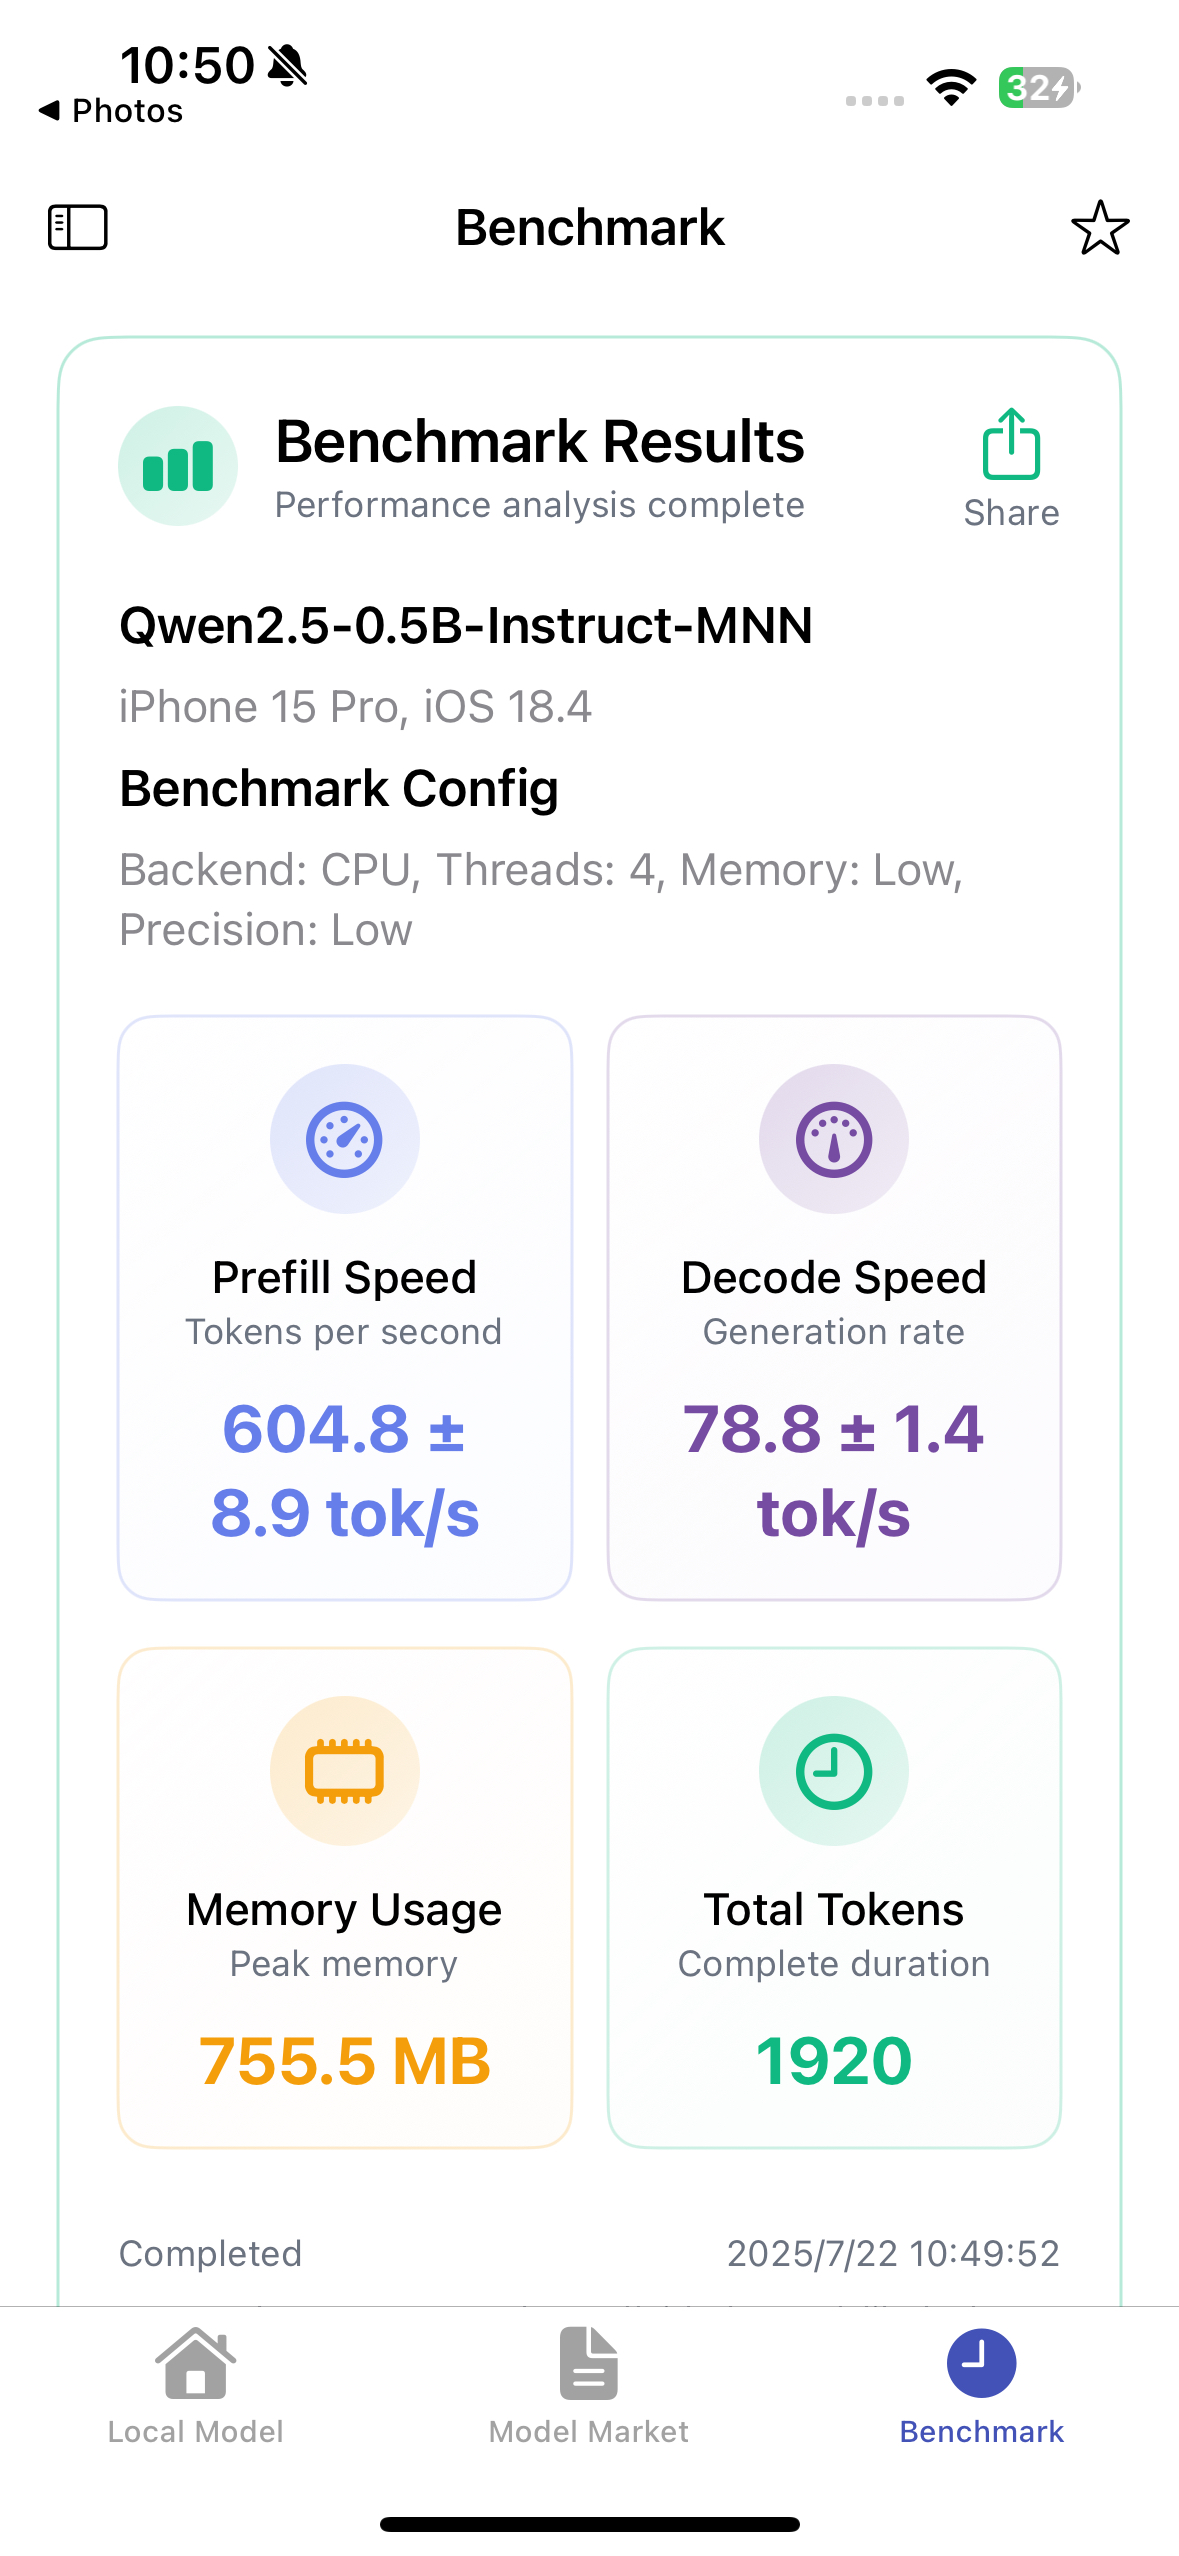 10:50
Photos
32
Benchmark
Benchmark Results
Performance analysis complete
Share
Qwen2.5-0.5B-Instruct-MNN
iPhone 15 Pro, iOS 18.4
Benchmark Config
Backend: CPU, Threads: 4, Memory: Low,
Precision: Low
Prefill Speed
Tokens per second
604.8 ±
8.9 tok/s
Decode Speed
Generation rate
78.8 ± 1.4
tok/s
Memory Usage
Peak memory
755.5 MB
Total Tokens
Complete duration
1920
Completed
2025/7/22 10:49:52
Local Model
Model Market
Benchmark